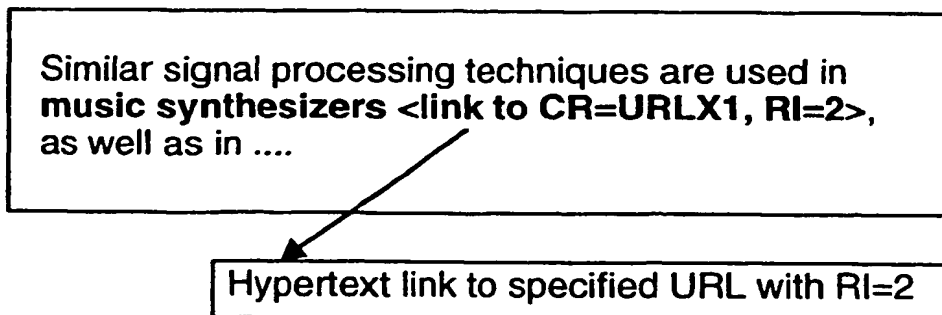 Similar signal processing techniques are used in
music synthesizers <link to CR=URLX1, RI=2>,
as well as in ....
Hypertext link to specified URL with RI=2